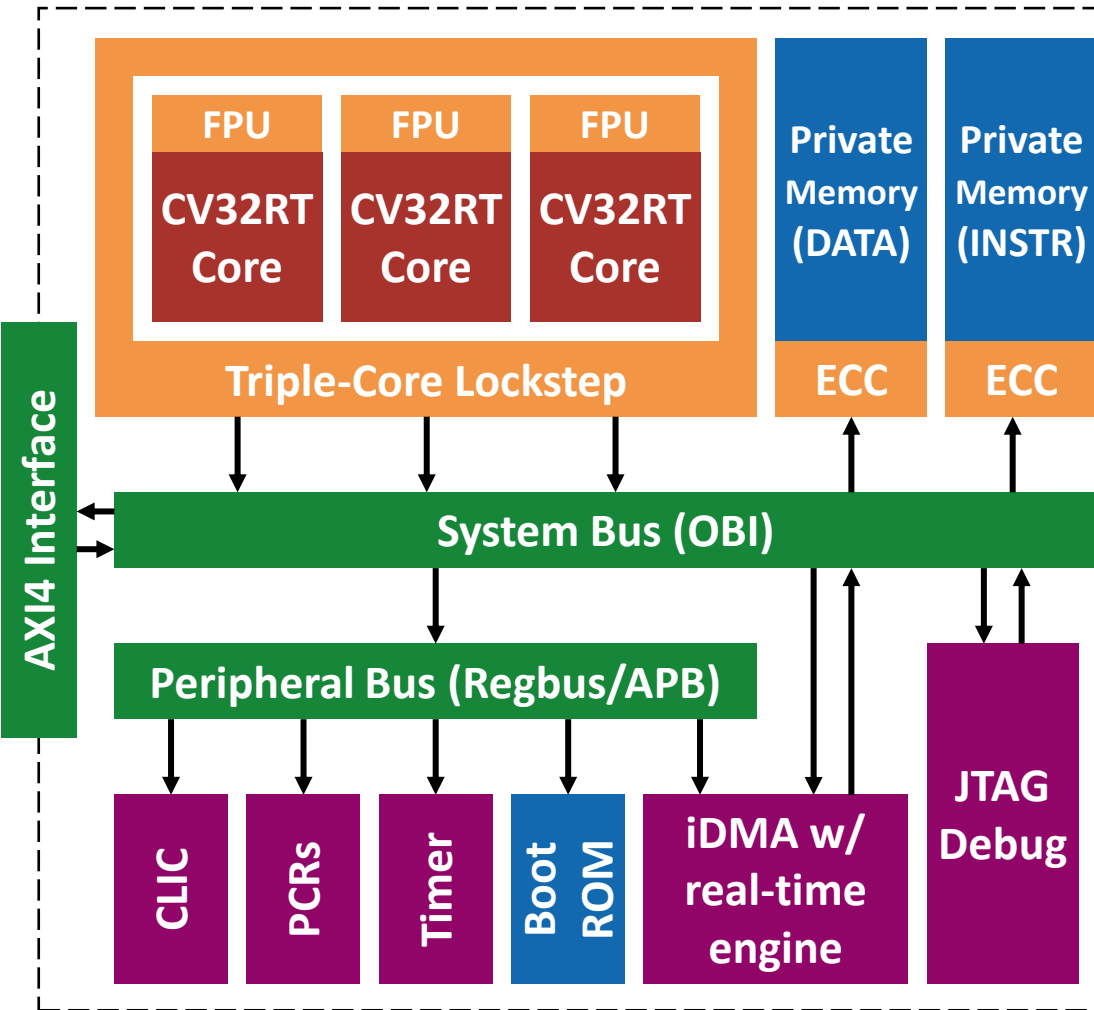 FPU
FPU
FPU
CV32RT
Core
CV32RT
Core
CV32RT
Core
Triple-Core Lockstep
Private
Memory
(DATA)
ECC
Private
Memory
(INSTR)
ECC
AXI4 Interface
System Bus (OBI)
Peripheral Bus (Regbus/APB)
CLIC
PCRs
Timer
Boot
ROM
iDMA w/
real-time
engine
JTAG
Debug